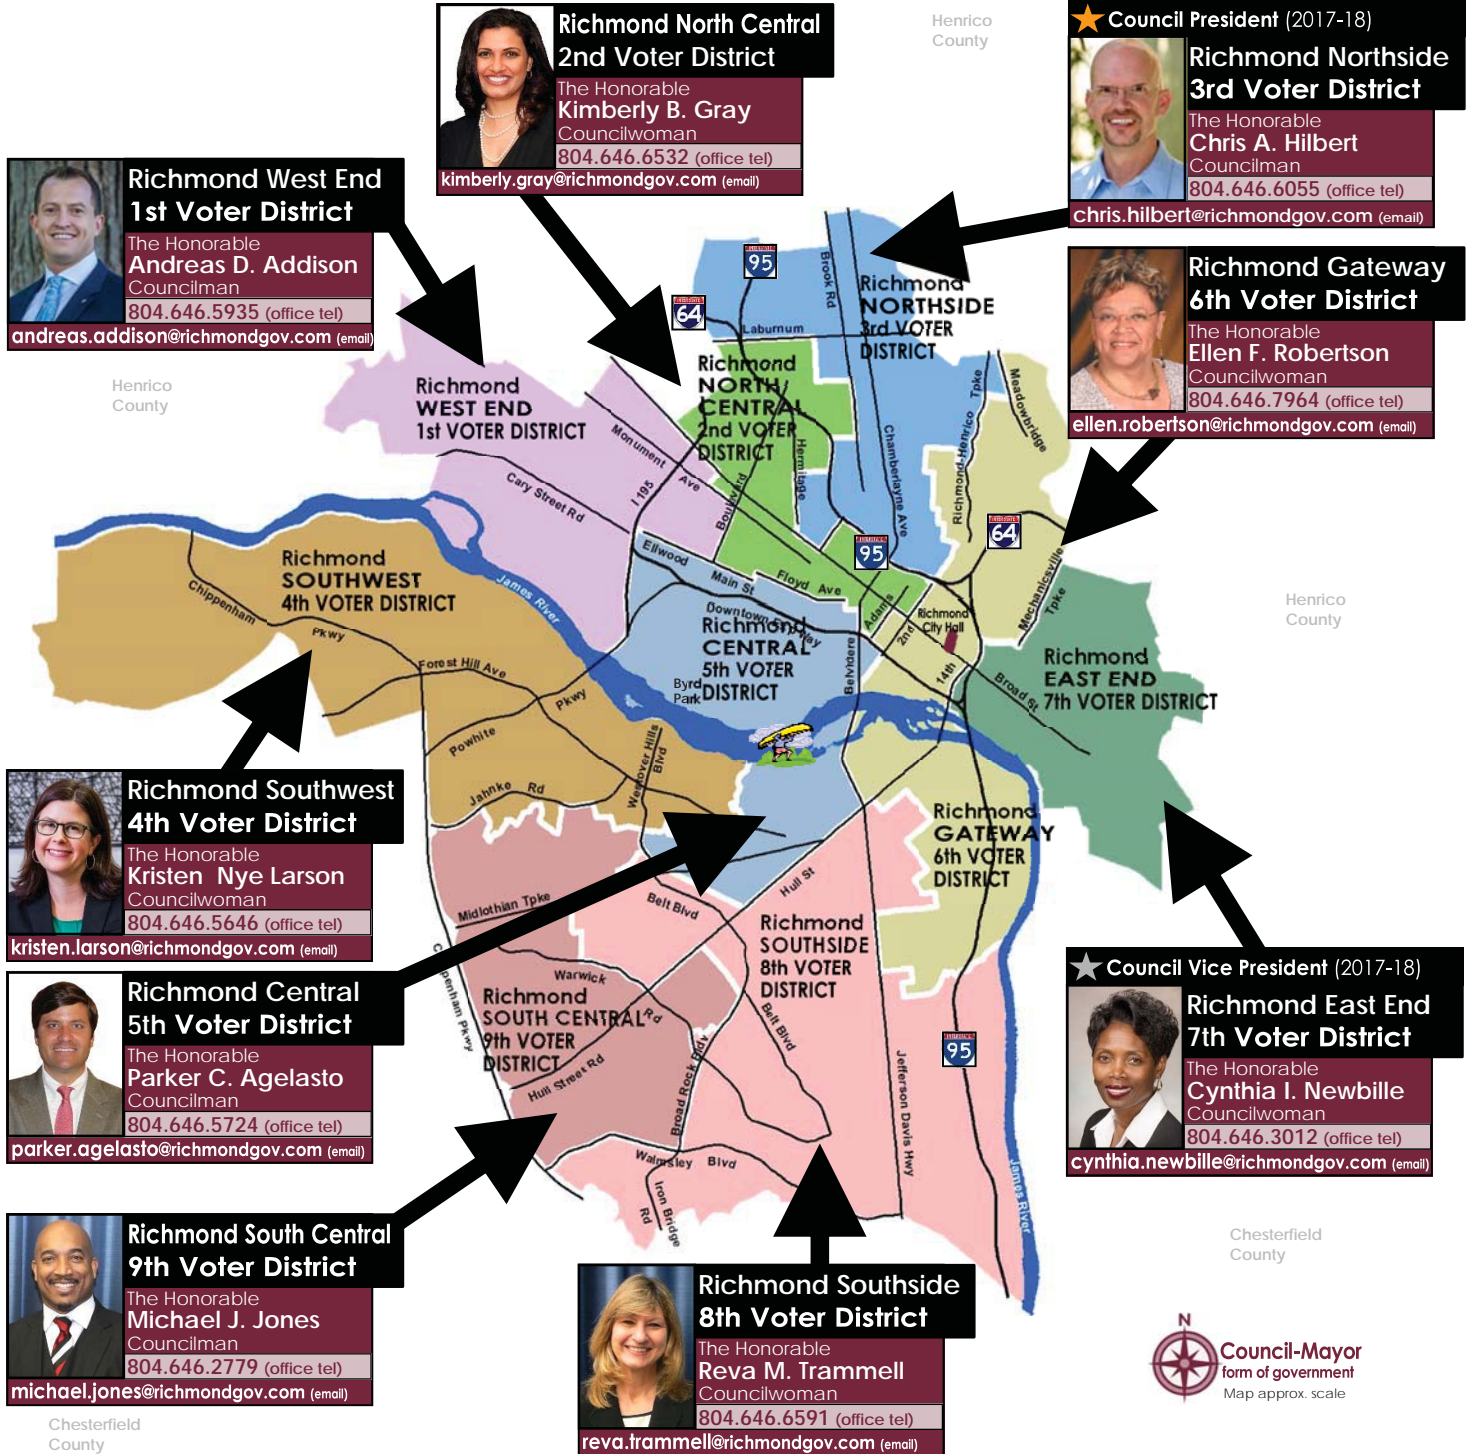 Richmond North Central
2nd Voter District
The Honorable
Kimberly B. Gray
Councilwoman
804.646.6532 (office tel)
kimberly.gray@richmondgov.com (email)
Henrico
County
Council President (2017-18)
Richmond Northside
3rd Voter District
The Honorable
Chris A. Hilbert
Councilman
804.646.6055 (office tel)
chris.hilbert@richmondgov.com (email)
Richmond West End
1st Voter District
The Honorable
Andreas D. Addison
Councilman
804.646.5935 (office tel)
andreas.addison@richmondgov.com (email)
Richmond Gateway
6th Voter District
The Honorable
Ellen F. Robertson
Councilwoman
804.646.7964 (office tel)
ellen.robertson@richmondgov.com (email)
Henrico
County
95
64
Brook Rd
Laburnum
Richmond
NORTHSIDE
3rd VOTER
DISTRICT
Richmond
NORTH
CENTRAL
2nd VOTER
DISTRICT
Richmond
WEST END
1st VOTER DISTRICT
Monument
Ave
Cary Street Rd
I 195
Boulevard
Hermitage
Chamberlayne Ave
Richmond-Henrico Tpke
Meadowbridge
64
95
Mechanicsville
Tpke
Henrico
County
Richmond
SOUTHWEST
4th VOTER DISTRICT
Chippenham
Pkwy
James River
Ellwood
Main St
Floyd Ave
Downtown Exp Way
Adams
2nd
Richmond
City Hall
14th
Broad St
Belvidere
Richmond
CENTRAL
5th VOTER
DISTRICT
Byrd
Park
Richmond
EAST END
7th VOTER DISTRICT
Forest Hill Ave
Powhite
Pkwy
Westover Hills
Blvd
Jahnke Rd
Richmond
GATEWAY
6th VOTER
DISTRICT
Richmond Southwest
4th Voter District
The Honorable
Kristen Nye Larson
Councilwoman
804.646.5646 (office tel)
kristen.larson@richmondgov.com (email)
Midlothian Tpke
Belt Blvd
Hull St
Richmond
SOUTHSIDE
8th VOTER
DISTRICT
Warwick
Rd
Chippenham Pkwy
Richmond
SOUTH CENTRAL
9th VOTER
DISTRICT
Hull Street Rd
Broad Rock Bldv
Belt Blvd
Jefferson Davis Hwy
95
James River
Walmsley Blvd
Iron Bridge
Rd
Richmond Central
5th Voter District
The Honorable
Parker C. Agelasto
Councilman
804.646.5724 (office tel)
parker.agelasto@richmondgov.com (email)
Council Vice President (2017-18)
Richmond East End
7th Voter District
The Honorable
Cynthia I. Newbille
Councilwoman
804.646.3012 (office tel)
cynthia.newbille@richmondgov.com (email)
Richmond South Central
9th Voter District
The Honorable
Michael J. Jones
Councilman
804.646.2779 (office tel)
michael.jones@richmondgov.com (email)
Richmond Southside
8th Voter District
The Honorable
Reva M. Trammell
Councilwoman
804.646.6591 (office tel)
reva.trammell@richmondgov.com (email)
Chesterfield
County
N
Council-Mayor
form of government
Map approx. scale
Chesterfield
County